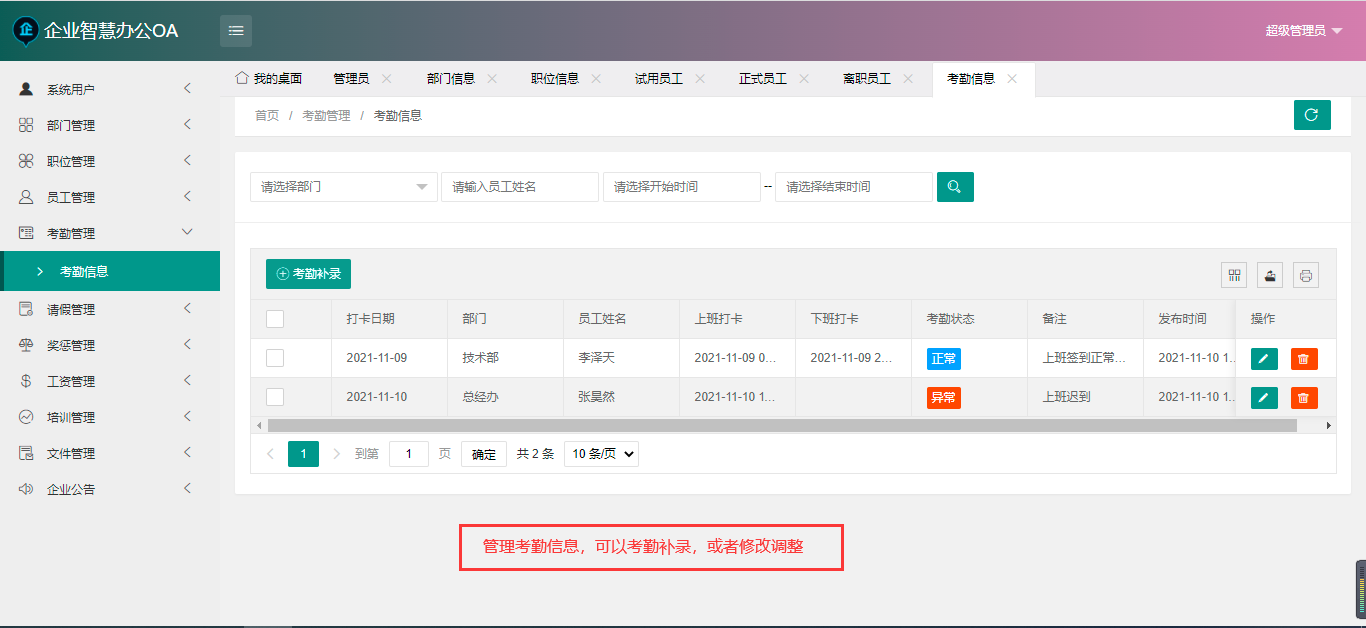 企 企业智慧办公OA
超级管理员
我的桌面 管理员 部门信息 职位信息 试用员工 正式员工 离职员工 考勤信息
系统用户
部门管理
职位管理
员工管理
考勤管理
考勤信息
请假管理
奖惩管理
工资管理
培训管理
文件管理
企业公告
首页 / 考勤管理 / 考勤信息
请选择部门 请输入员工姓名 请选择开始时间 -- 请选择结束时间
考勤补录
打卡日期 部门 员工姓名 上班打卡 下班打卡 考勤状态 备注 发布时间 操作
2021-11-09 技术部 李泽天 2021-11-09 0... 2021-11-09 2... 正常 上班签到正常... 2021-11-10 1..
2021-11-10 总经办 张昊然 2021-11-10 1... 异常 上班迟到 2021-11-10 1..
1 到第 1 页 确定 共 2 条 10 条/页
管理考勤信息，可以考勤补录，或者修改调整